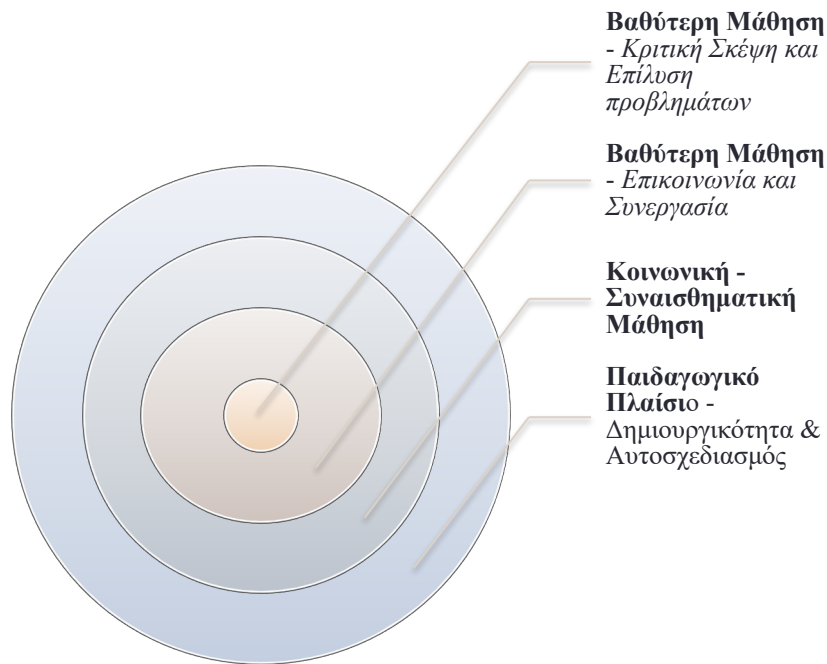 Βαθύτερη Μάθηση
- Κριτική Σκέψη και
Επίλυση
προβλημάτων
Βαθύτερη Μάθηση
- Επικοινωνία και
Συνεργασία
Κοινωνική -
Συναισθηματική
Μάθηση
Παιδαγωγικό
Πλαίσιο -
Δημιουργικότητα &
Αυτοσχεδιασμός